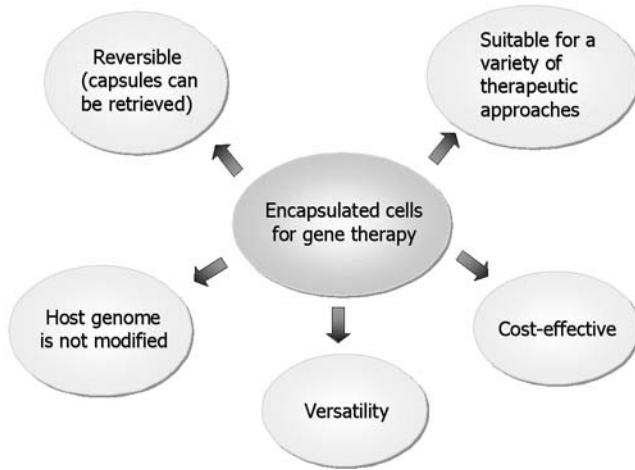 Reversible
(capsules can
be retrieved)
Suitable for a
variety of
therapeutic
approaches
Encapsulated cells
for gene therapy
Host genome
is not modified
Cost-effective
Versatility